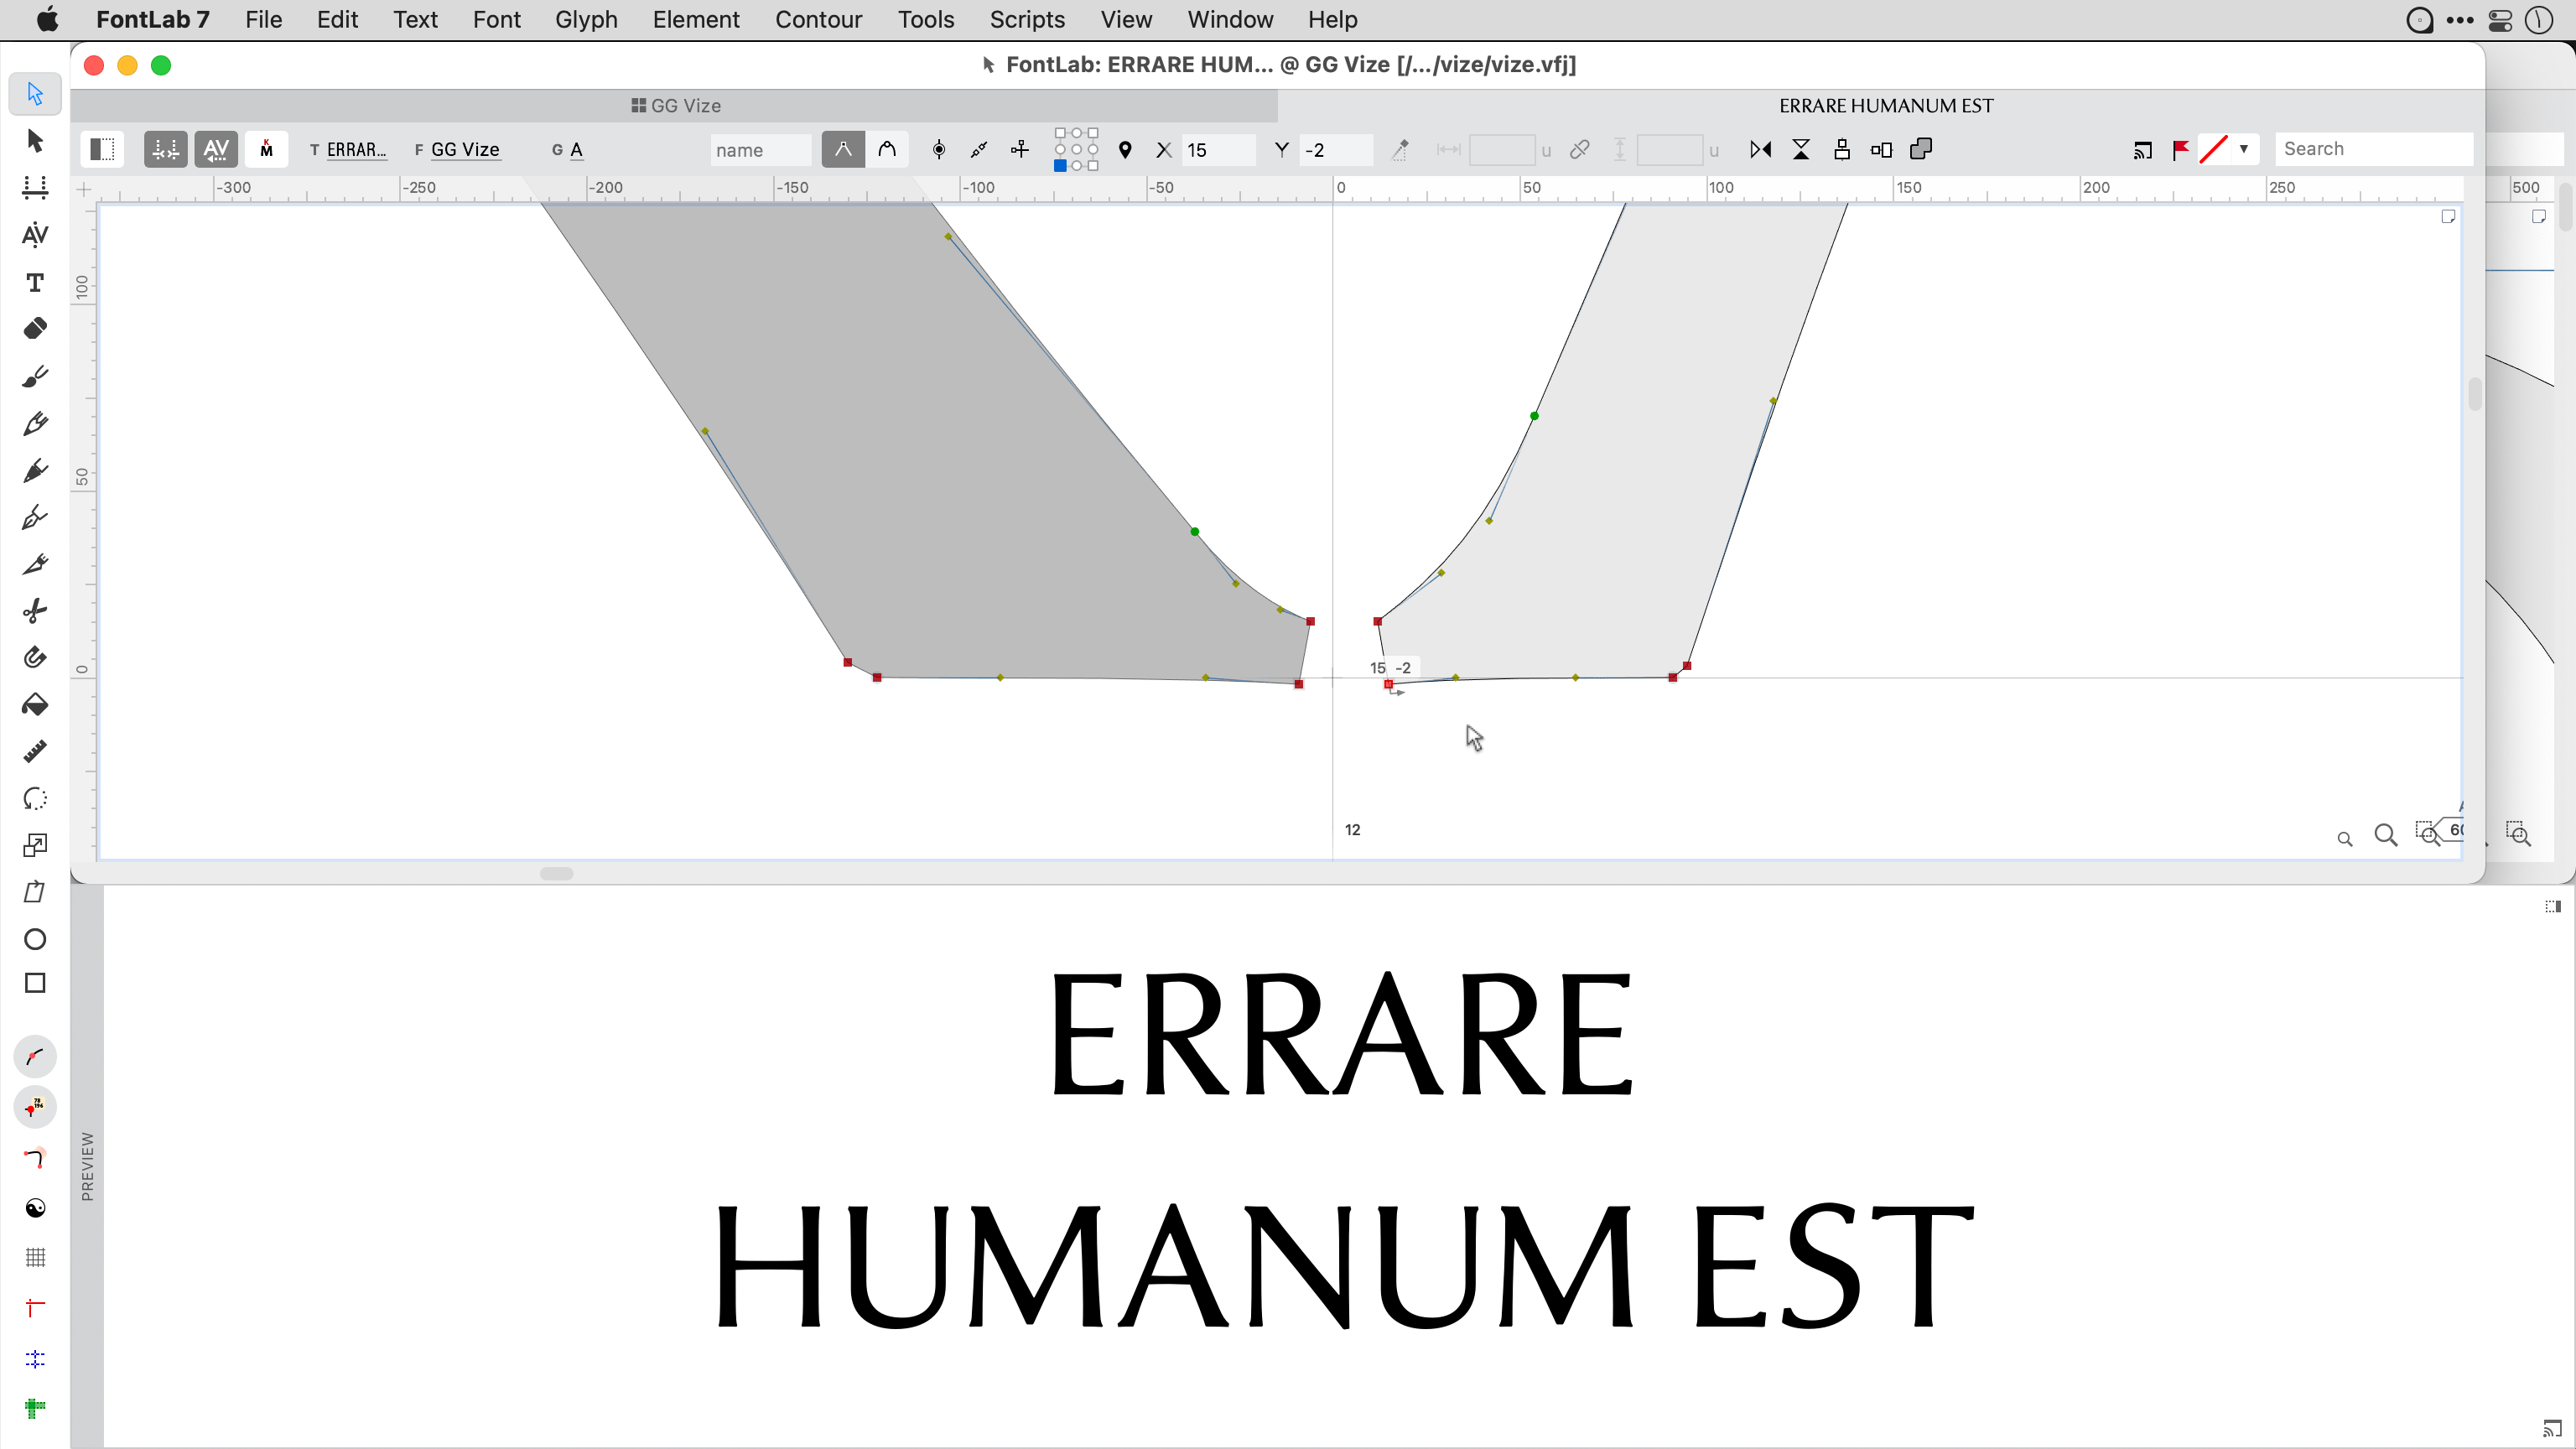 FontLab 7 File Edit Text Font Glyph Element Contour Tools Scripts View Window Help
FontLab: ERRARE HUM... @ GG Vize [/.../vize/vize.vfj]
GG Vize
ERRARE HUMANUM EST
T ERRAR... F GG Vize G A name X 15 Y -2 u u Search
-300 -250 -200 -150 -100 -50 0 50 100 150 200 250 500
100
50
0
15 -2
12
PREVIEW
ERRARE
HUMANUM EST